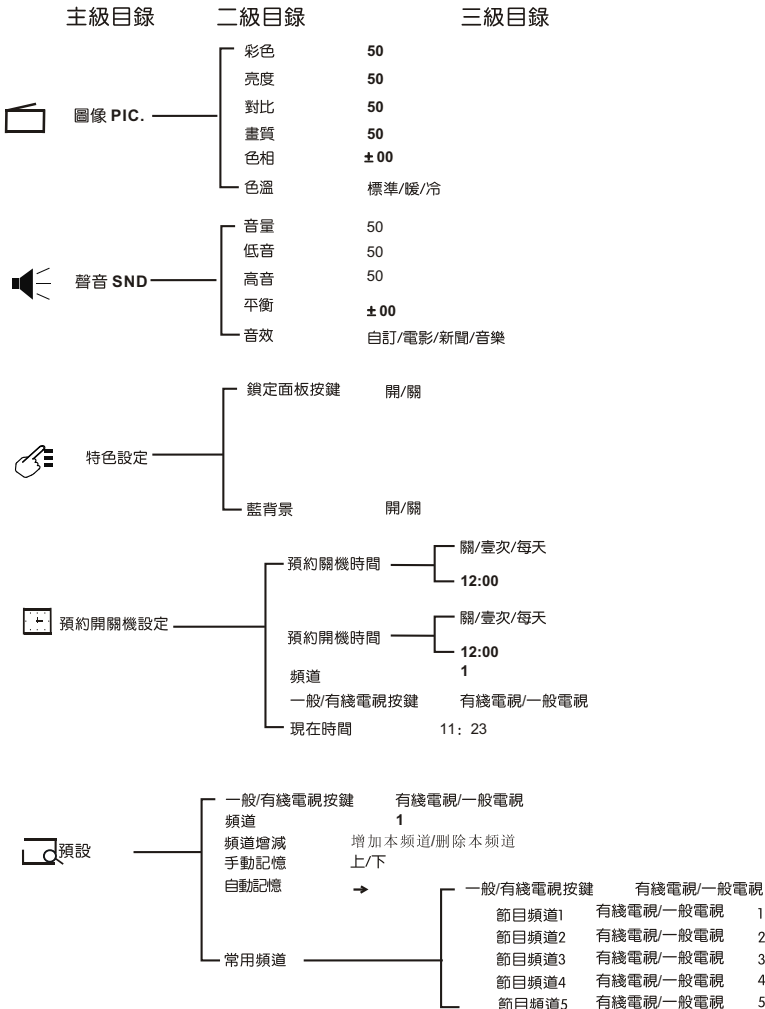 主級目錄 二級目錄 三級目錄
彩色 50
亮度 50
對比 50
圖像 PIC.
畫質 50
色相 ±00
色溫 標準/暖/冷
音量 50
低音 50
高音 50
聲音 SND
平衡 ±00
音效 自訂/電影/新聞/音樂
鎖定面板按鍵 開/關
特色設定
藍背景 開/關
關/壹次/每天
預約關機時間
12:00
關/壹次/每天
預約開關機設定
預約開機時間
12:00
頻道 1
一般/有綫電視按鍵 有綫電視/一般電視
現在時間 11：23
一般/有綫電視按鍵 有綫電視/一般電視
頻道 1
頻道增減 增加本频道/删除本频道
預設
手動記憶 上/下
自動記憶 →
一般/有綫電視按鍵 有綫電視/一般電視
節目頻道1 有綫電視/一般電視 1
節目頻道2 有綫電視/一般電視 2
常用頻道
節目頻道3 有綫電視/一般電視 3
節目頻道4 有綫電視/一般電視 4
節目頻道5 有綫電視/一般電視 5